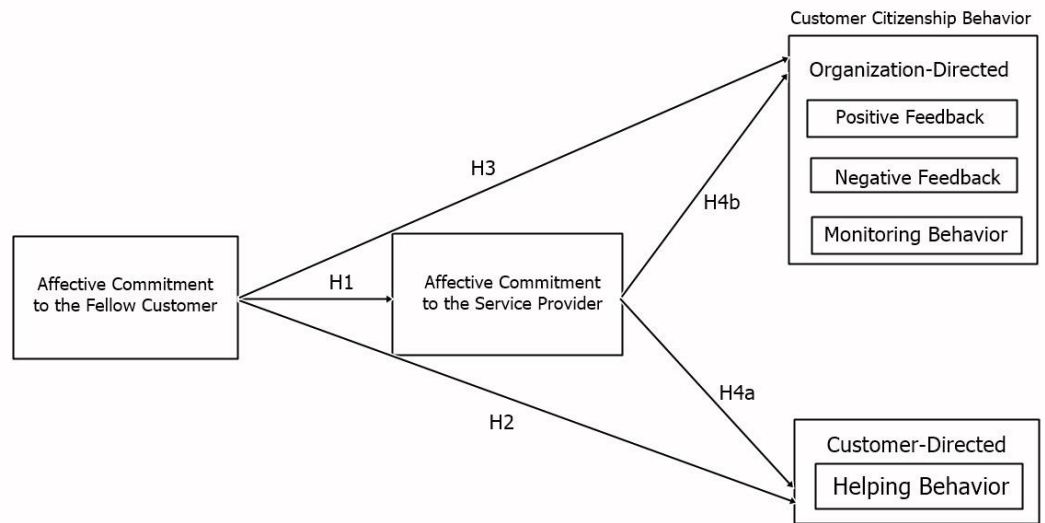 Customer Citizenship Behavior
Organization-Directed
Positive Feedback
H3
Negative Feedback
H4b
Monitoring Behavior
Affective Commitment
to the Fellow Customer
H1
Affective Commitment
to the Service Provider
H4a
H2
Customer-Directed
Helping Behavior